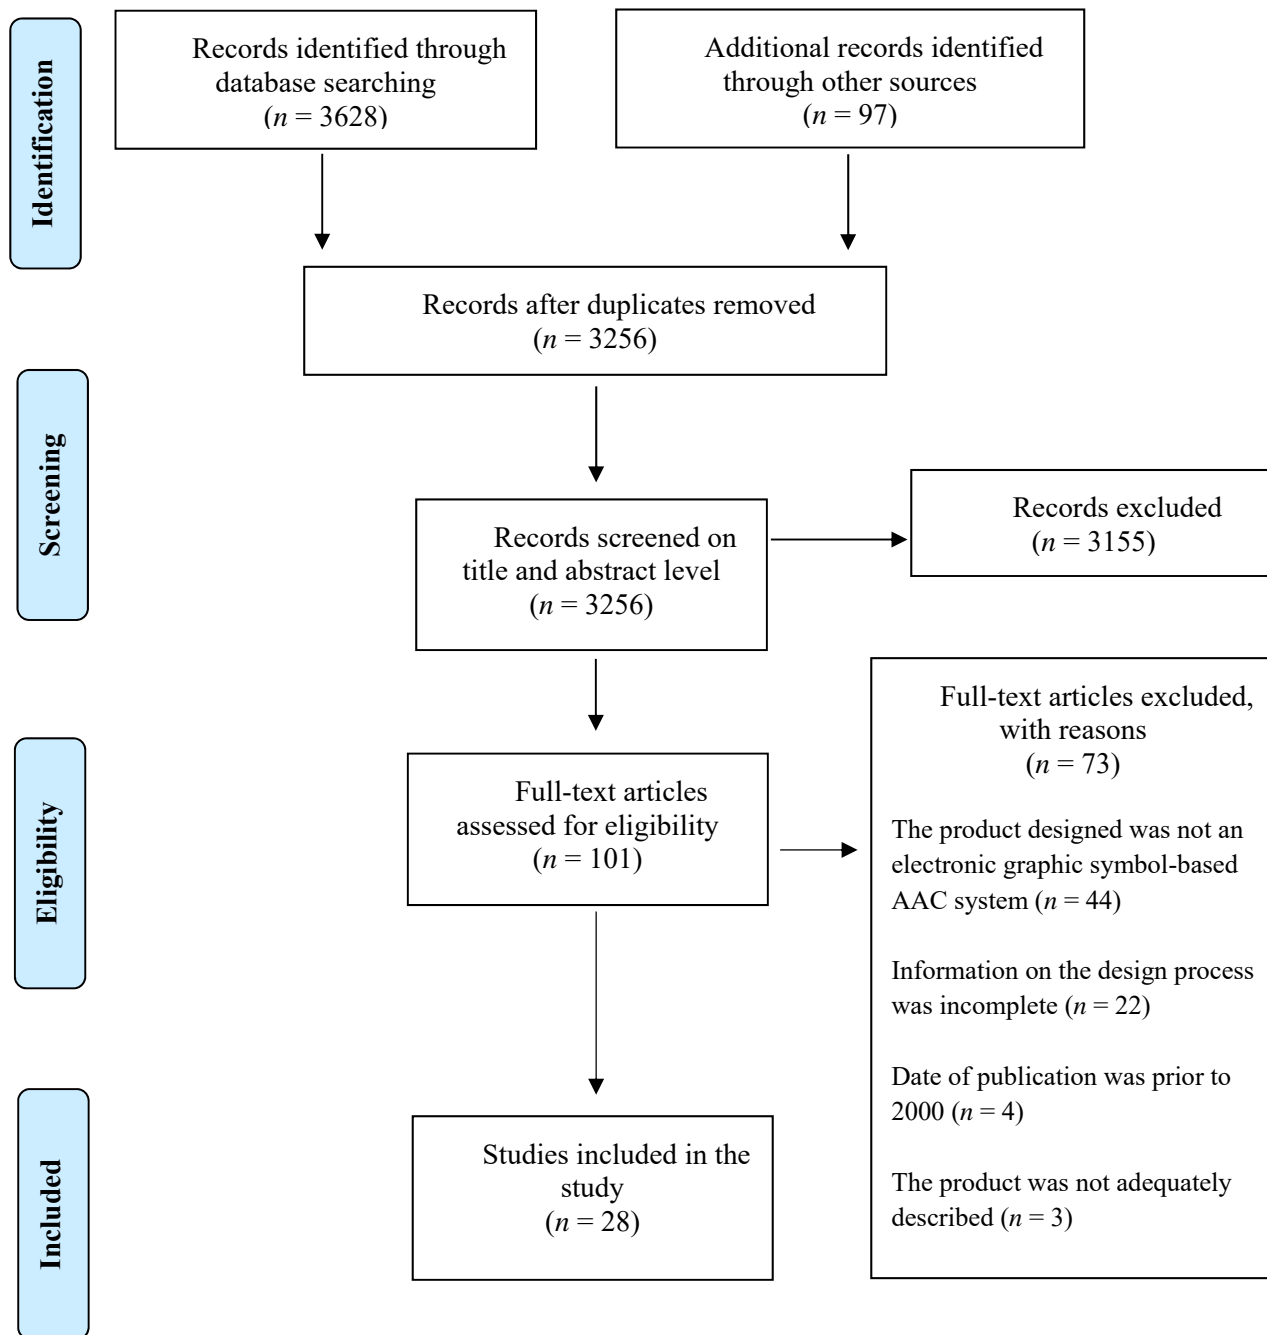 Identification
Records identified through
database searching
(n = 3628)
Additional records identified
through other sources
(n = 97)
Records after duplicates removed
(n = 3256)
Screening
Records screened on
title and abstract level
(n = 3256)
Records excluded
(n = 3155)
Eligibility
Full-text articles
assessed for eligibility
(n = 101)
Full-text articles excluded,
with reasons
(n = 73)
The product designed was not an
electronic graphic symbol-based
AAC system (n = 44)
Information on the design process
was incomplete (n = 22)
Date of publication was prior to
2000 (n = 4)
The product was not adequately
described (n = 3)
Included
Studies included in the
study
(n = 28)